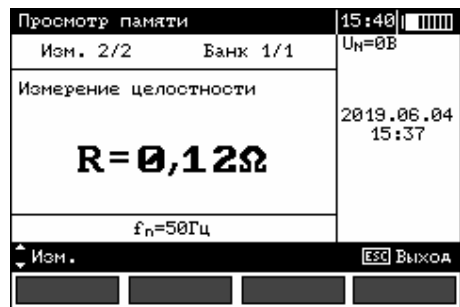 Просмотр памяти 15:40
Изм. 2/2 Банк 1/1 UN=0В
Измерение целостности
2019.06.04
15:37
R=0,12Ω
fn=50Гц
Изм. ESC Выход